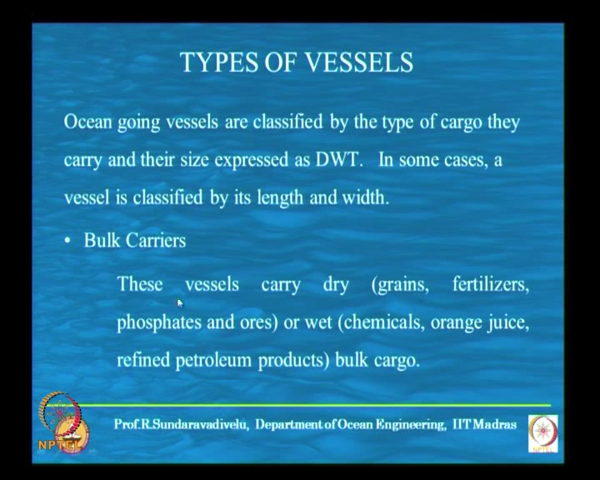 TYPES OF VESSELS
Ocean going vessels are classified by the type of cargo they
carry and their size expressed as DWT. In some cases, a
vessel is classified by its length and width.
• Bulk Carriers
These vessels carry dry (grains, fertilizers,
phosphates and ores) or wet (chemicals, orange juice,
refined petroleum products) bulk cargo.
Prof.R.Sundaravadivelu, Department of Ocean Engineering, IIT Madras
NPTEL
NPTEL